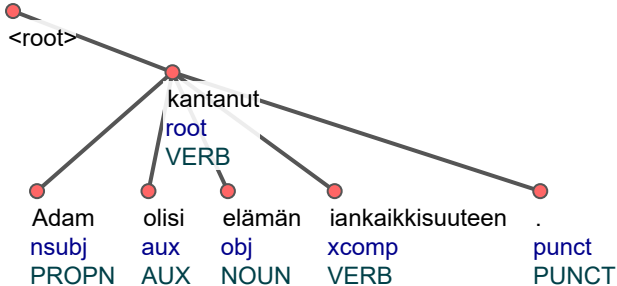 <root>
kantanut
root
VERB
Adam olisi elämän iankaikkisuuteen .
nsubj aux obj xcomp punct
PROPN AUX NOUN VERB PUNCT